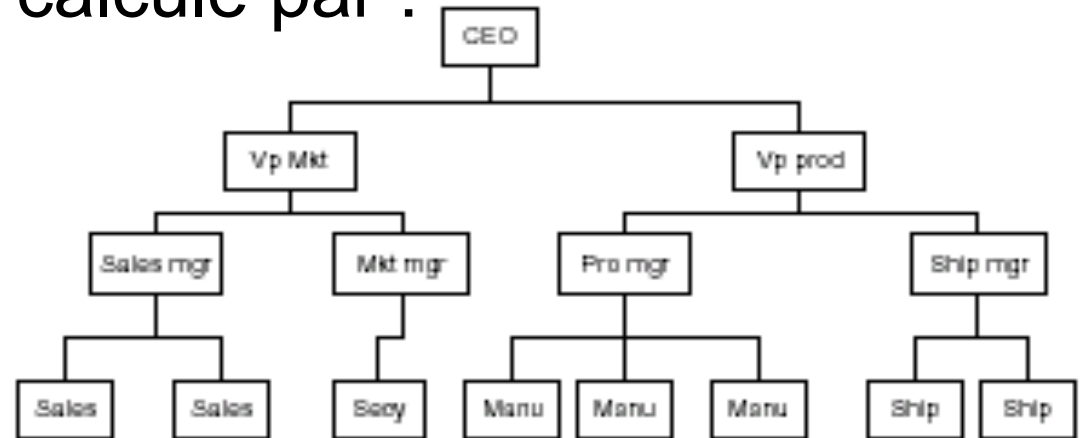 calculé par :
CEO
Vp Mkt Vp prod
Sales mgr Mkt mgr Pro mgr Ship mgr
Sales Sales Secy Manu Manu Manu Ship Ship